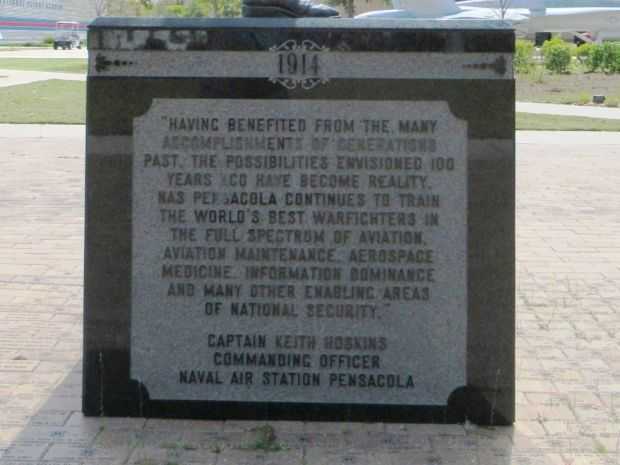 1914
"HAVING BENEFITED FROM THE MANY
ACCOMPLISHMENTS OF GENERATIONS
PAST, THE POSSIBILITIES ENVISIONED 100
YEARS AGO HAVE BECOME REALITY.
NAS PENSACOLA CONTINUES TO TRAIN
THE WORLD'S BEST WARFIGHTERS IN
THE FULL SPECTRUM OF AVIATION,
AVIATION MAINTENANCE, AEROSPACE
MEDICINE, INFORMATION DOMINANCE
AND MANY OTHER ENABLING AREAS
OF NATIONAL SECURITY."
CAPTAIN KEITH HOSKINS
COMMANDING OFFICER
NAVAL AIR STATION PENSACOLA